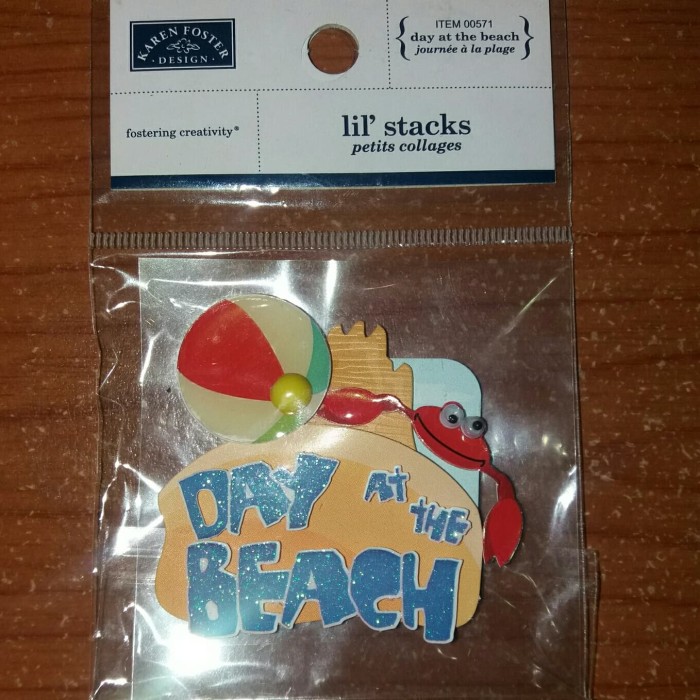 KAREN FOSTER
· DESIGN ·
ITEM 00571
{ day at the beach }
journée à la plage
fostering creativity®
lil' stacks
petits collages
DAY AT THE
BEACH